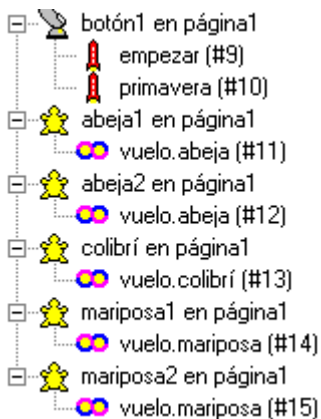 botón1 en página1
empezar (#9)
primavera (#10)
abeja1 en página1
vuelo.abeja (#11)
abeja2 en página1
vuelo.abeja (#12)
colibrí en página1
vuelo.colibrí (#13)
mariposa1 en página1
vuelo.mariposa (#14)
mariposa2 en página1
vuelo.mariposa (#15)